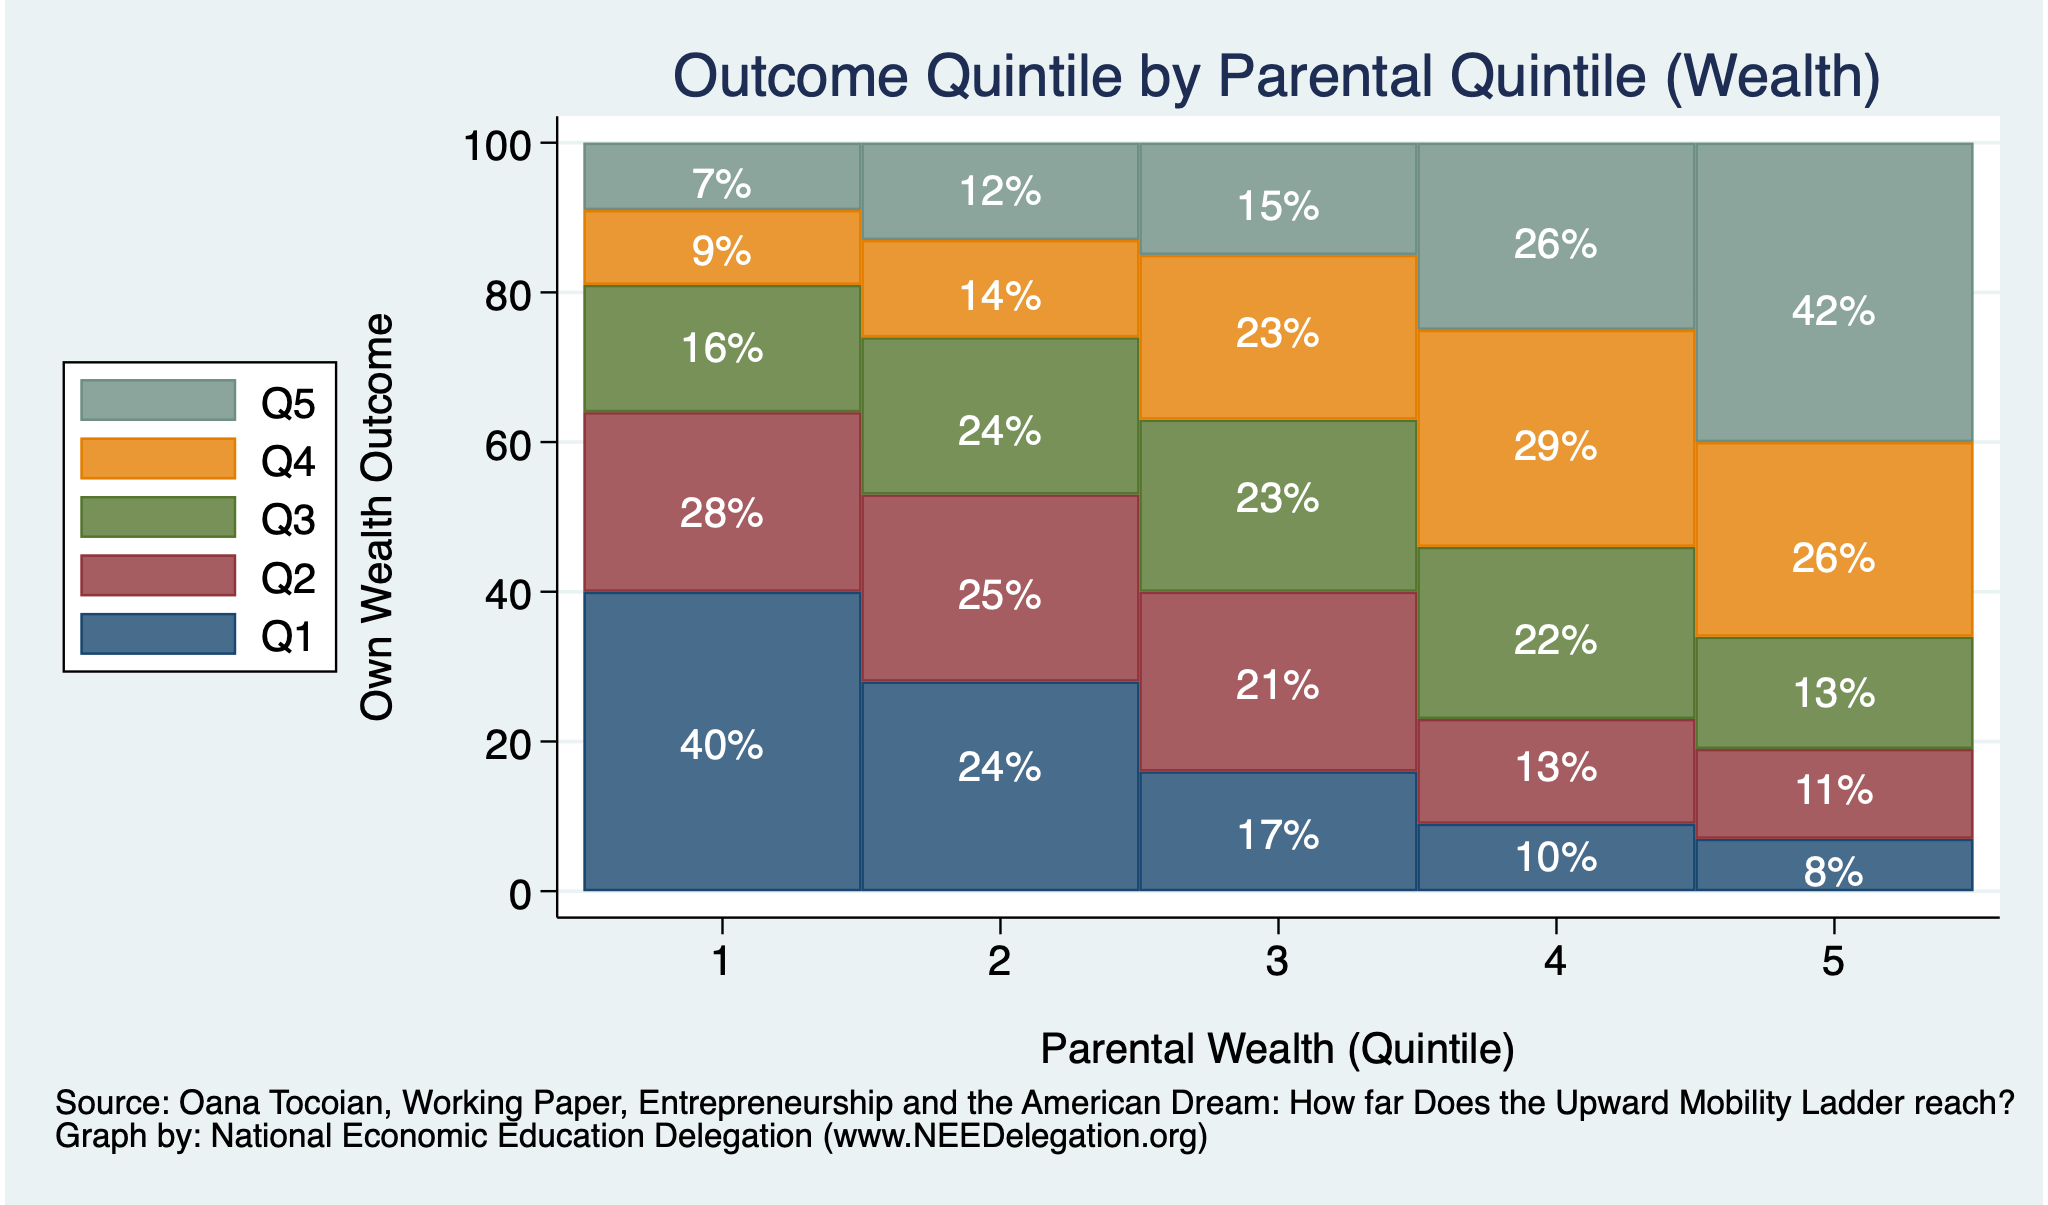 Outcome Quintile by Parental Quintile (Wealth)
100
80
60
40
20
0
Own Wealth Outcome
Q5
Q4
Q3
Q2
Q1
7% 12% 15% 26% 42%
9% 14% 23% 29% 26%
16% 24% 23% 22% 13%
28% 25% 21% 13% 11%
40% 24% 17% 10% 8%
1 2 3 4 5
Parental Wealth (Quintile)
Source: Oana Tocoian, Working Paper, Entrepreneurship and the American Dream: How far Does the Upward Mobility Ladder reach?
Graph by: National Economic Education Delegation (www.NEEDelegation.org)